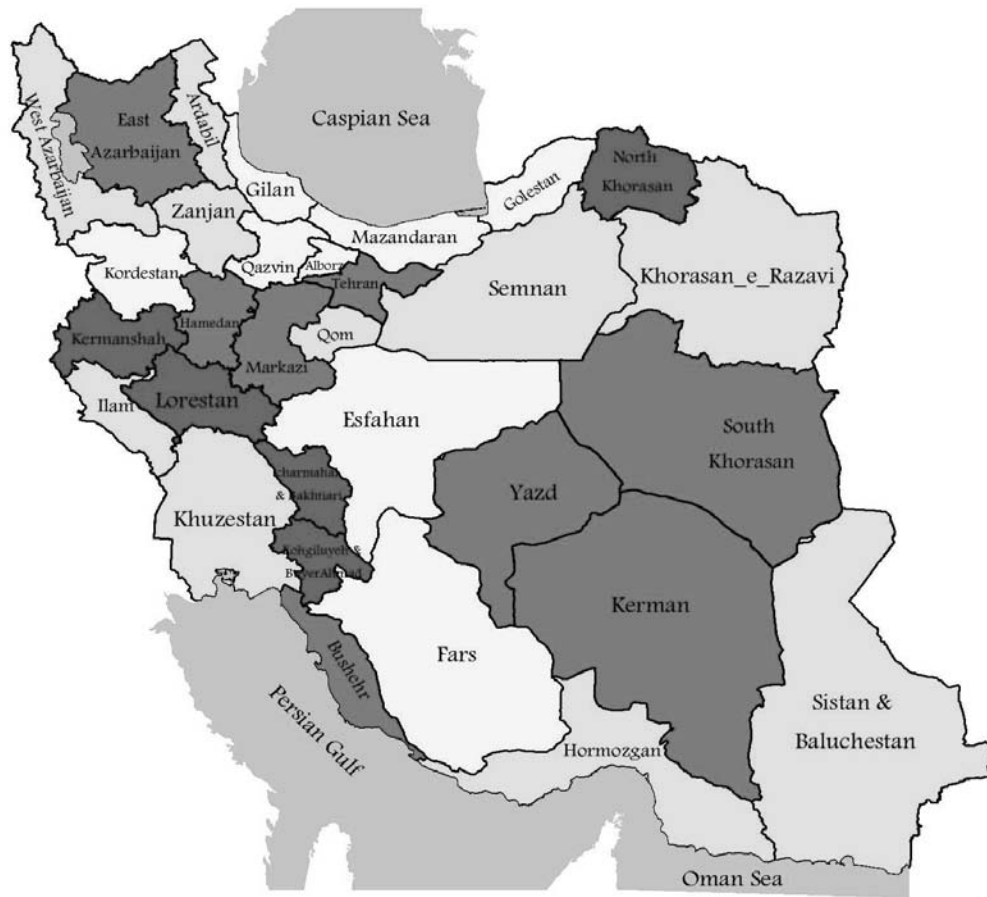 Caspian Sea
West Azarbaijan
East
Azarbaijan
Ardabil
Gilan
Zanjan
Golestan
North
Khorasan
Mazandaran
Kordestan
Qazvin
Alborz
Tehran
Semnan
Khorasan_e_Razavi
Kermanshah
Hamedan
Qom
Markazi
Ilam
Lorestan
Esfahan
South
Khorasan
Yazd
charmahal
& Bakhtiari
Khuzestan
Kohgiluyeh &
BuyerAhmad
Kerman
Fars
Bushehr
Persian Gulf
Hormozgan
Sistan &
Baluchestan
Oman Sea